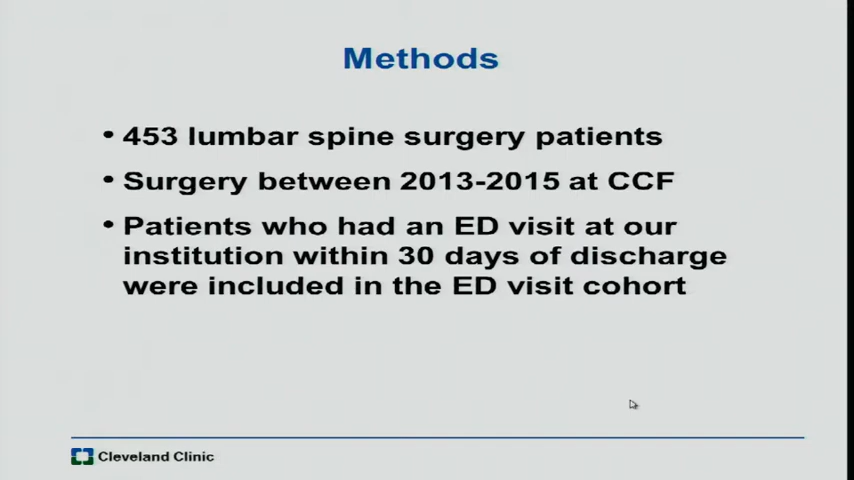 Methods
• 453 lumbar spine surgery patients
• Surgery between 2013-2015 at CCF
• Patients who had an ED visit at our
institution within 30 days of discharge
were included in the ED visit cohort
Cleveland Clinic